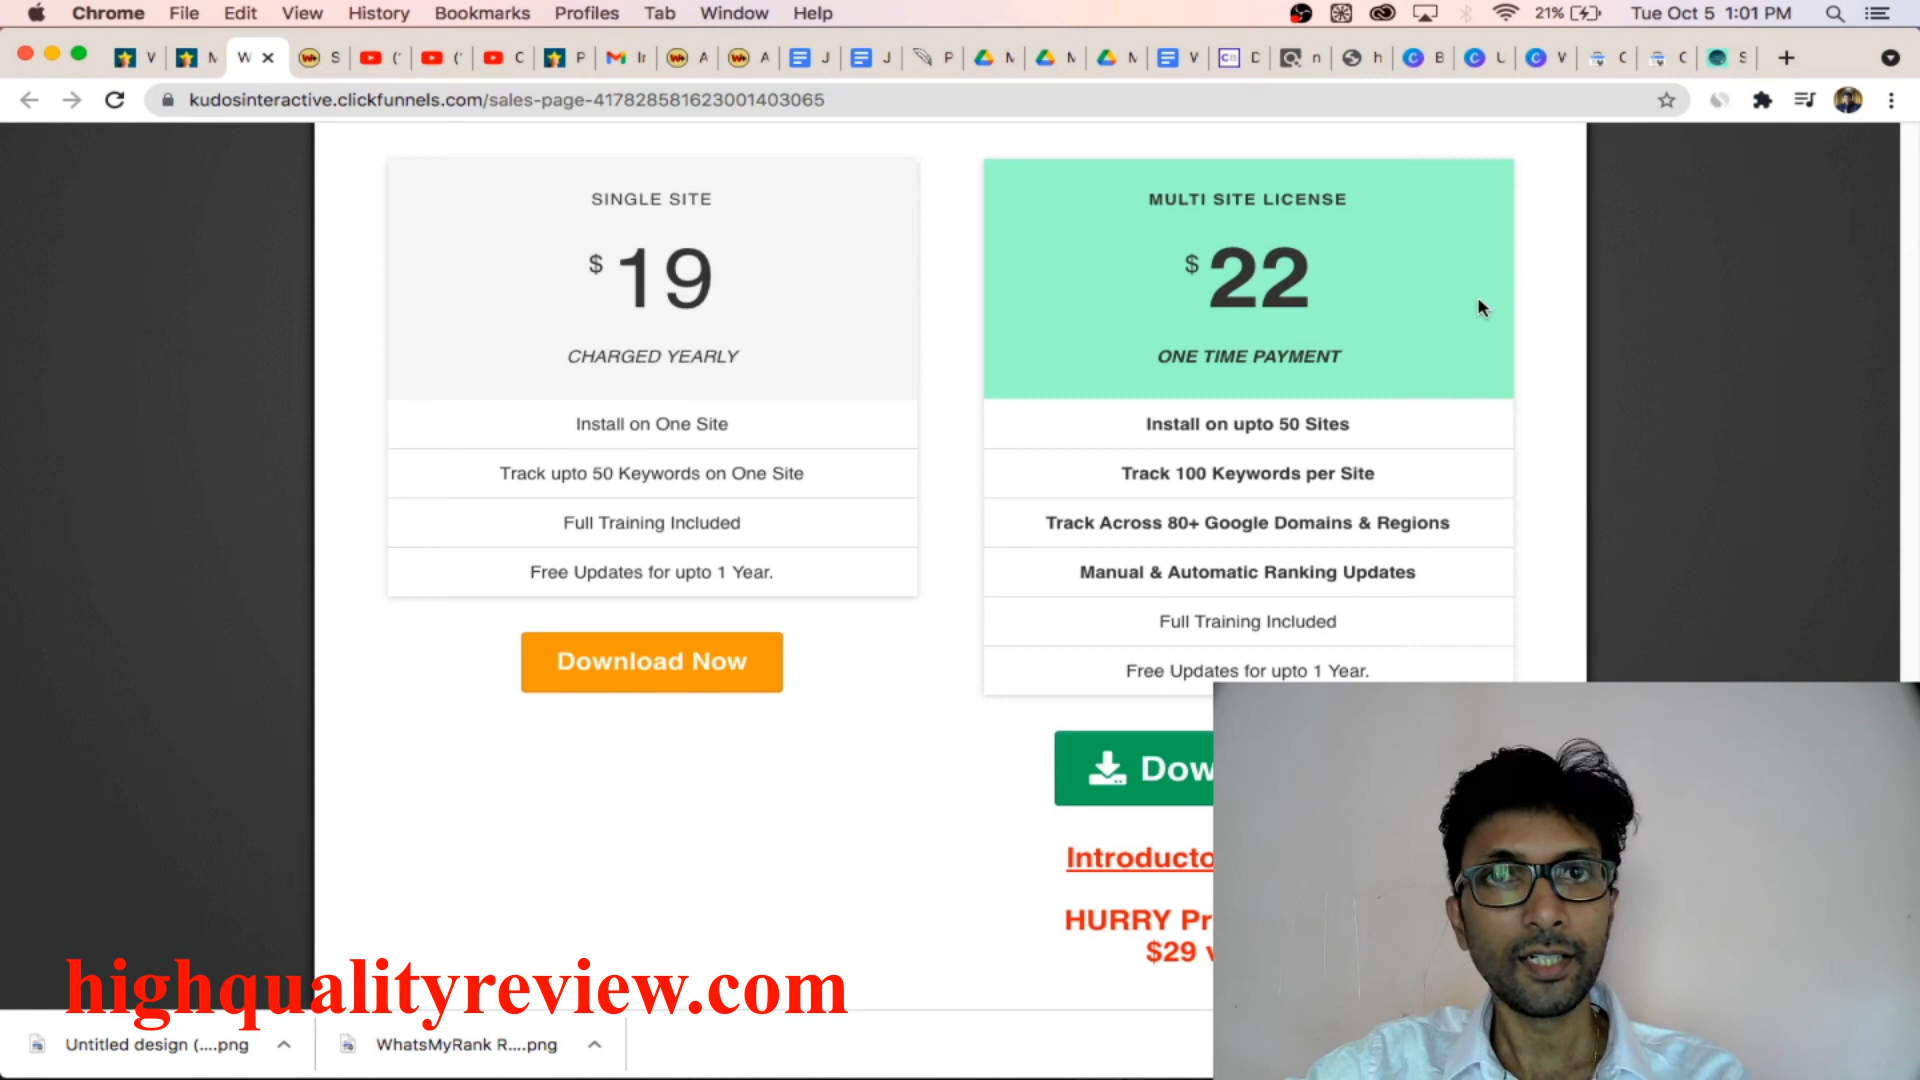 Chrome File Edit View History Bookmarks Profiles Tab Window Help 21% Tue Oct 5 1:01 PM
V M W S ( ( C P Ir A A J J P M M M V D n h B U V C C S
kudosinteractive.clickfunnels.com/sales-page-417828581623001403065
SINGLE SITE
$ 19
CHARGED YEARLY
Install on One Site
Track upto 50 Keywords on One Site
Full Training Included
Free Updates for upto 1 Year.
Download Now
MULTI SITE LICENSE
$ 22
ONE TIME PAYMENT
Install on upto 50 Sites
Track 100 Keywords per Site
Track Across 80+ Google Domains & Regions
Manual & Automatic Ranking Updates
Full Training Included
Free Updates for upto 1 Year.
Dow
Introducto
HURRY Pr
$29 v
highqualityreview.com
Untitled design (....png
WhatsMyRank R....png